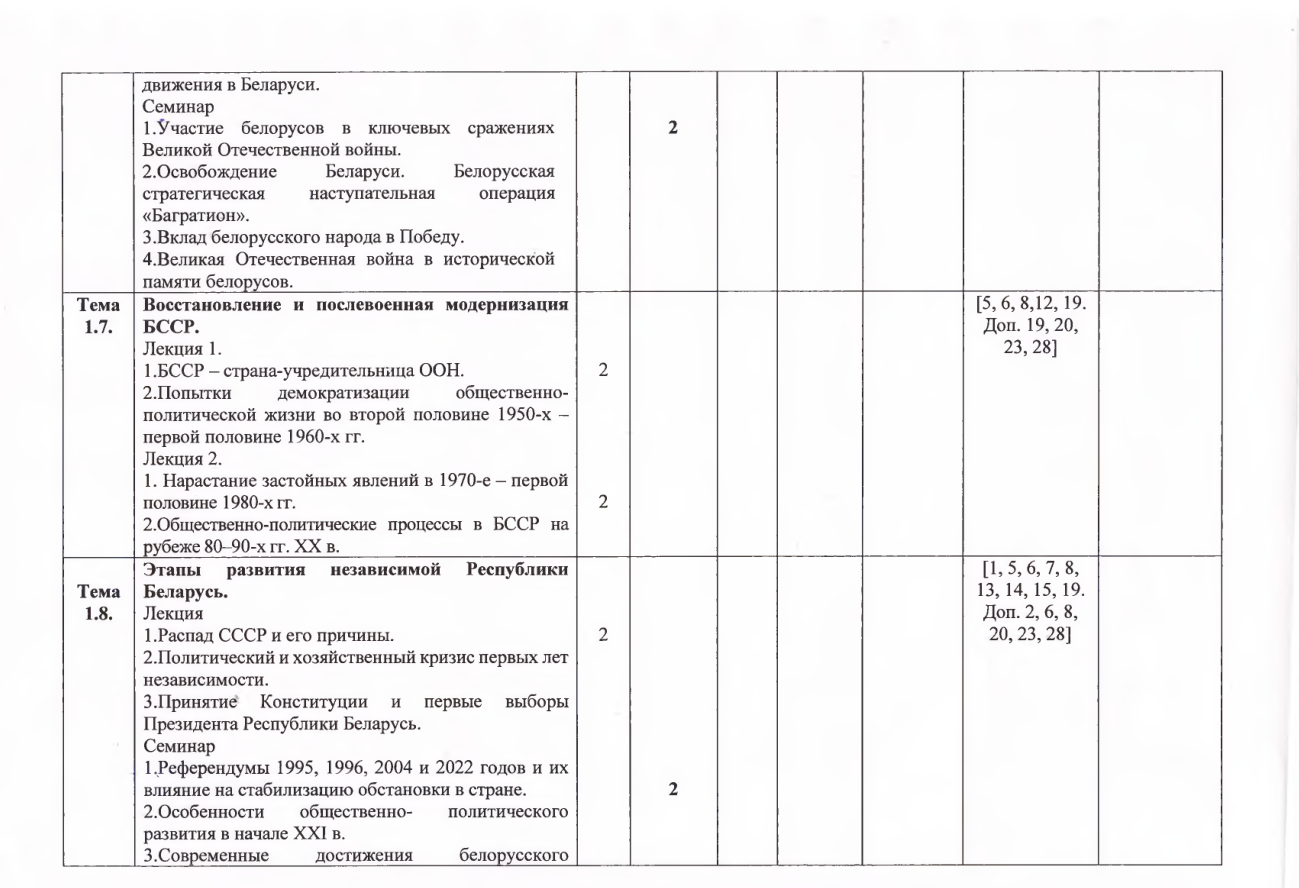 движения в Беларуси.
Семинар
1.Участие белорусов в ключевых сражениях
2
Великой Отечественной войны.
2.Освобождение Беларуси. Белорусская
стратегическая наступательная операция
«Багратион».
3.Вклад белорусского народа в Победу.
4.Великая Отечественная война в исторической
памяти белорусов.
Тема
1.7.
Восстановление и послевоенная модернизация
БССР.
Лекция 1.
1.БССР – страна-учредительница ООН.
2
2.Попытки демократизации общественно-
политической жизни во второй половине 1950-х –
первой половине 1960-х гг.
Лекция 2.
1. Нарастание застойных явлений в 1970-е – первой
половине 1980-х гг.
2
2.Общественно-политические процессы в БССР на
рубеже 80–90-х гг. XX в.
[5, 6, 8,12, 19.
Доп. 19, 20,
23, 28]
Тема
1.8.
Этапы развития независимой Республики
Беларусь.
Лекция
1.Распад СССР и его причины.
2
2.Политический и хозяйственный кризис первых лет
независимости.
3.Принятие Конституции и первые выборы
Президента Республики Беларусь.
Семинар
1.Референдумы 1995, 1996, 2004 и 2022 годов и их
влияние на стабилизацию обстановки в стране.
2
2.Особенности общественно- политического
развития в начале XXI в.
3.Современные достижения белорусского
[1, 5, 6, 7, 8,
13, 14, 15, 19.
Доп. 2, 6, 8,
20, 23, 28]